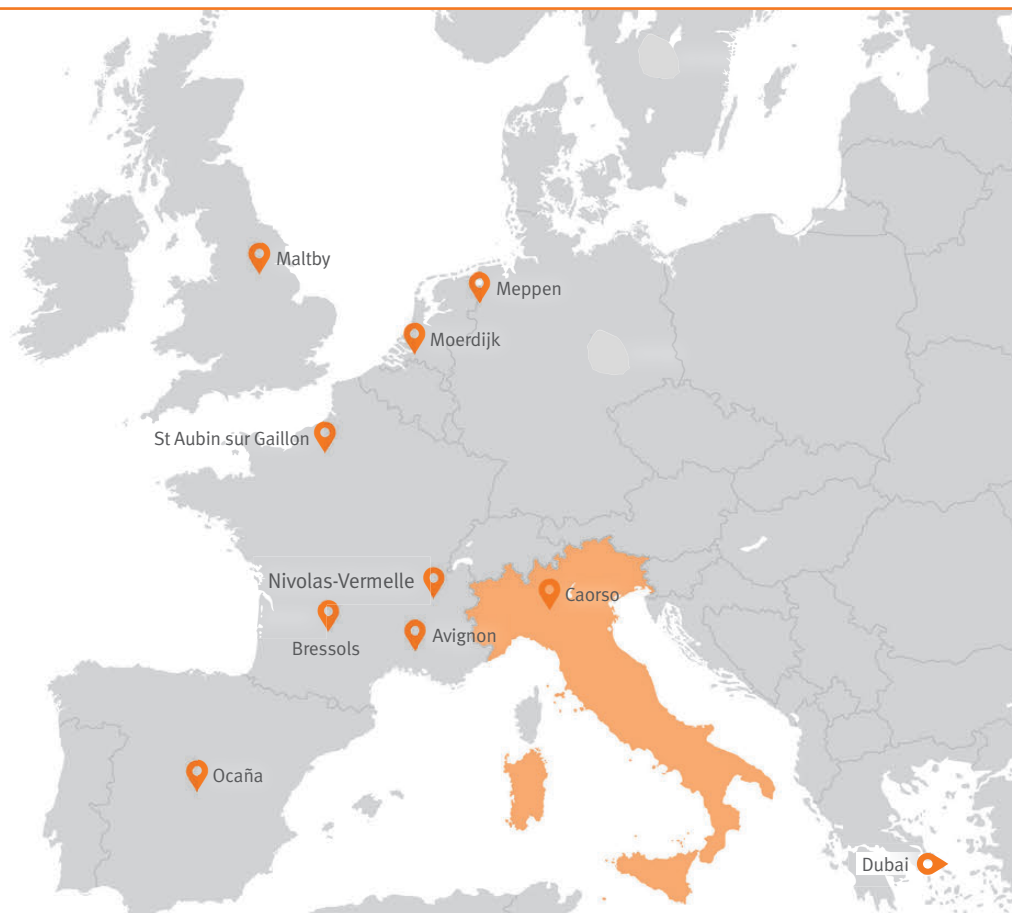 Maltby
Meppen
Moerdijk
St Aubin sur Gaillon
Nivolas-Vermelle
Caorso
Bressols
Avignon
Ocaña
Dubai